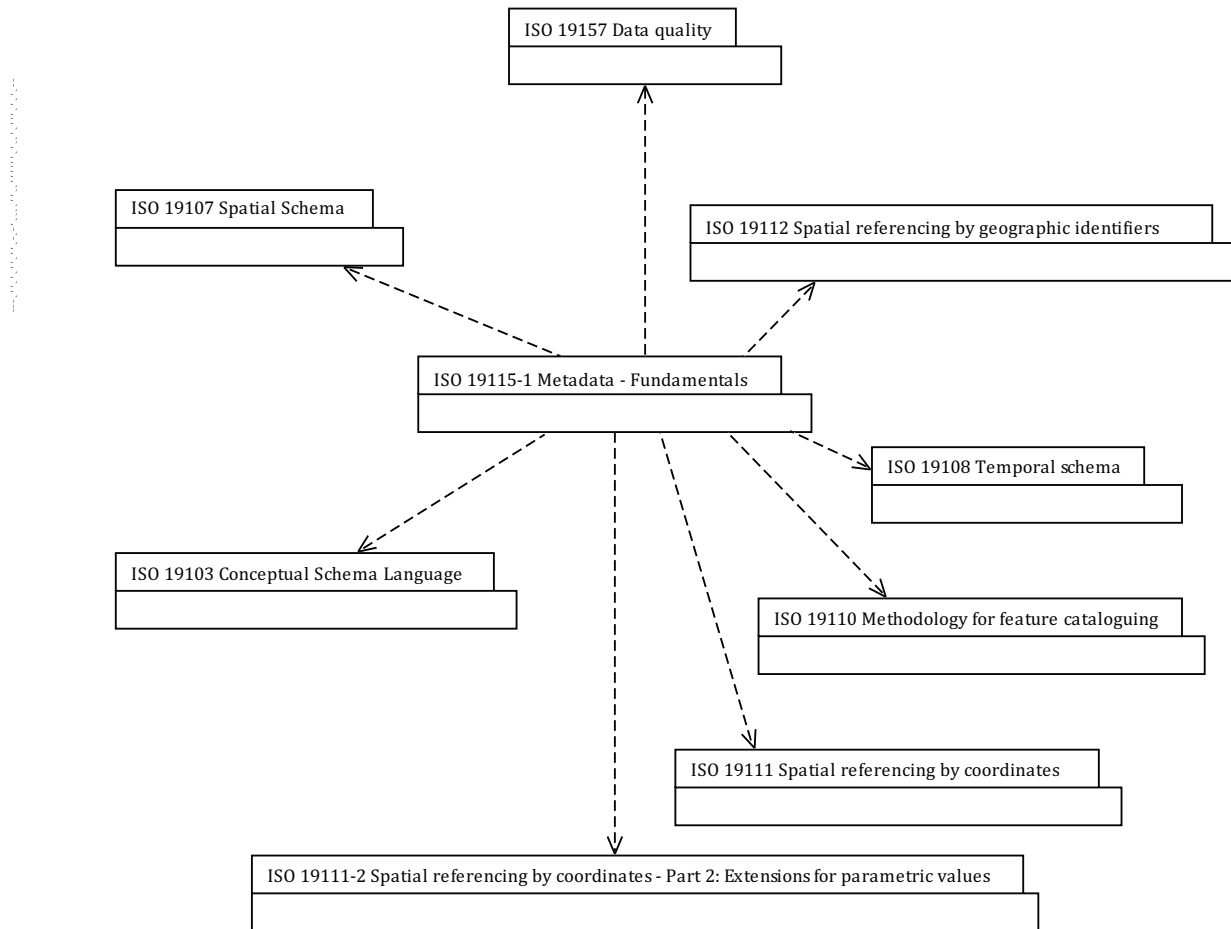 ISO 19157 Data quality
ISO 19107 Spatial Schema
ISO 19112 Spatial referencing by geographic identifiers
ISO 19115-1 Metadata - Fundamentals
ISO 19108 Temporal schema
ISO 19103 Conceptual Schema Language
ISO 19110 Methodology for feature cataloguing
ISO 19111 Spatial referencing by coordinates
ISO 19111-2 Spatial referencing by coordinates - Part 2: Extensions for parametric values